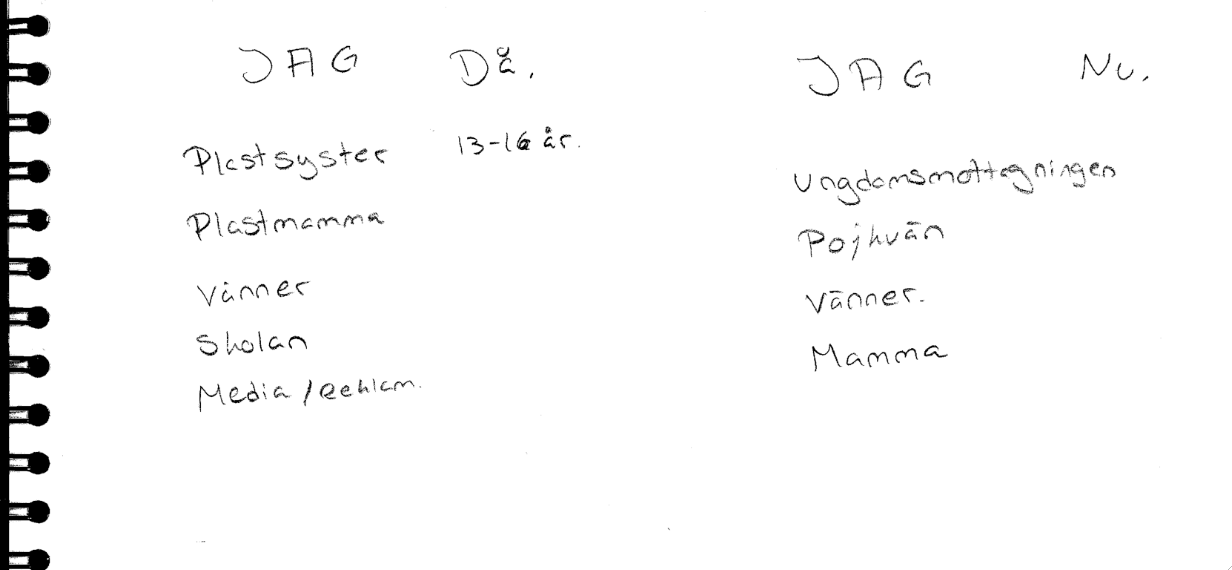 JAG Då.
13-16 år.
Plastsyster
Plastmamma
Vänner
Skolan
Media / Reklam.
JAG Nu.
Ungdomsmottagningen
Pojkvän
Vänner.
Mamma